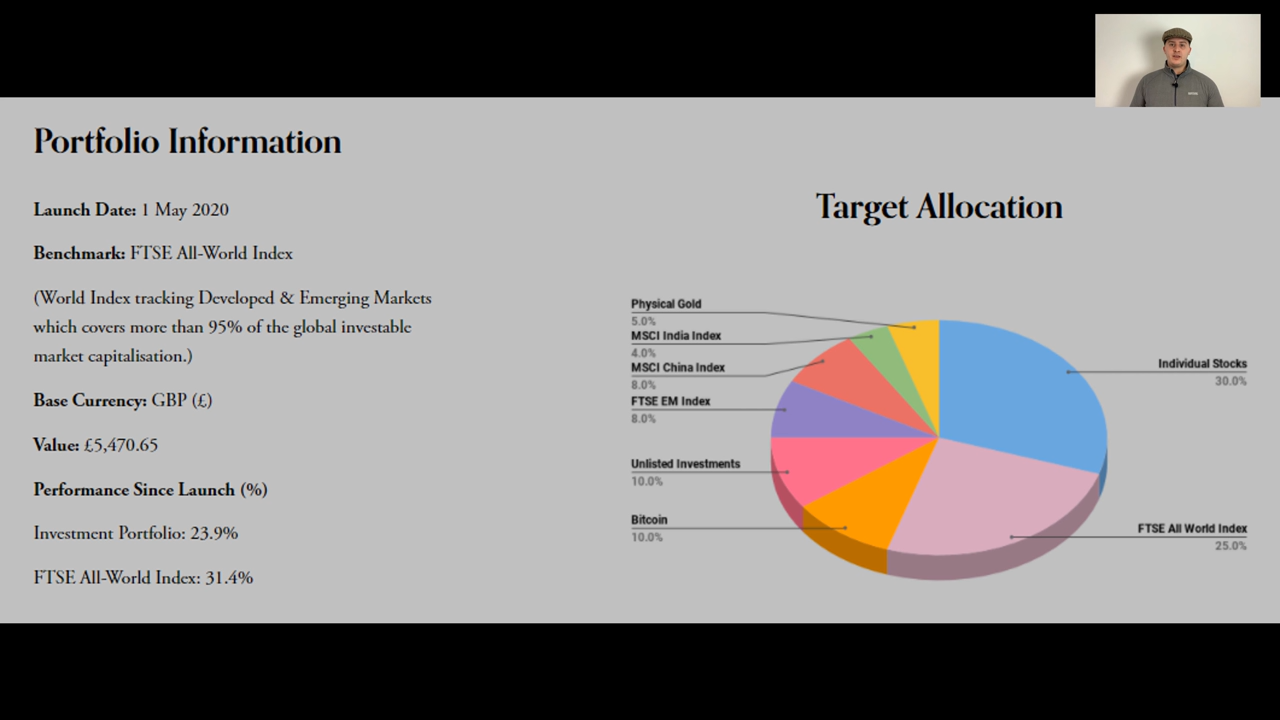 Portfolio Information
Launch Date: 1 May 2020
Benchmark: FTSE All-World Index
(World Index tracking Developed & Emerging Markets
which covers more than 95% of the global investable
market capitalisation.)
Base Currency: GBP (£)
Value: £5,470.65
Performance Since Launch (%)
Investment Portfolio: 23.9%
FTSE All-World Index: 31.4%
Target Allocation
Physical Gold
5.0%
MSCI India Index
4.0%
MSCI China Index
8.0%
FTSE EM Index
8.0%
Unlisted Investments
10.0%
Bitcoin
10.0%
Individual Stocks
30.0%
FTSE All World Index
25.0%